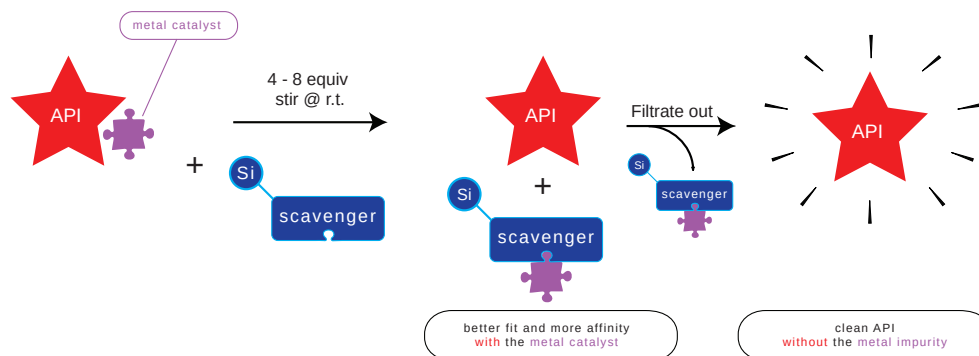 metal catalyst
API
4 - 8 equiv
stir @ r.t.
+
Si
scavenger
API
+
Si
scavenger
better fit and more affinity
with the metal catalyst
Filtrate out
Si
scavenger
API
clean API
without the metal impurity